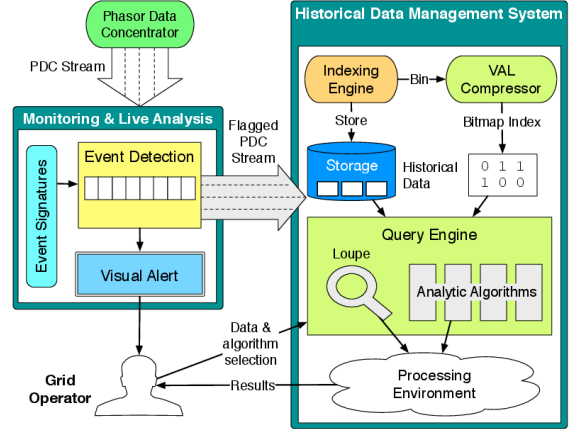 Phasor Data
Concentrator
PDC Stream
Monitoring & Live Analysis
Event Signatures
Event Detection
Visual Alert
Flagged
PDC
Stream
Grid
Operator
Data &
algorithm
selection
Results
Historical Data Management System
Indexing
Engine
Bin
VAL
Compressor
Store
Bitmap Index
Storage
Historical
Data
0 1 1
1 0 0
Query Engine
Loupe
Analytic Algorithms
Processing
Environment